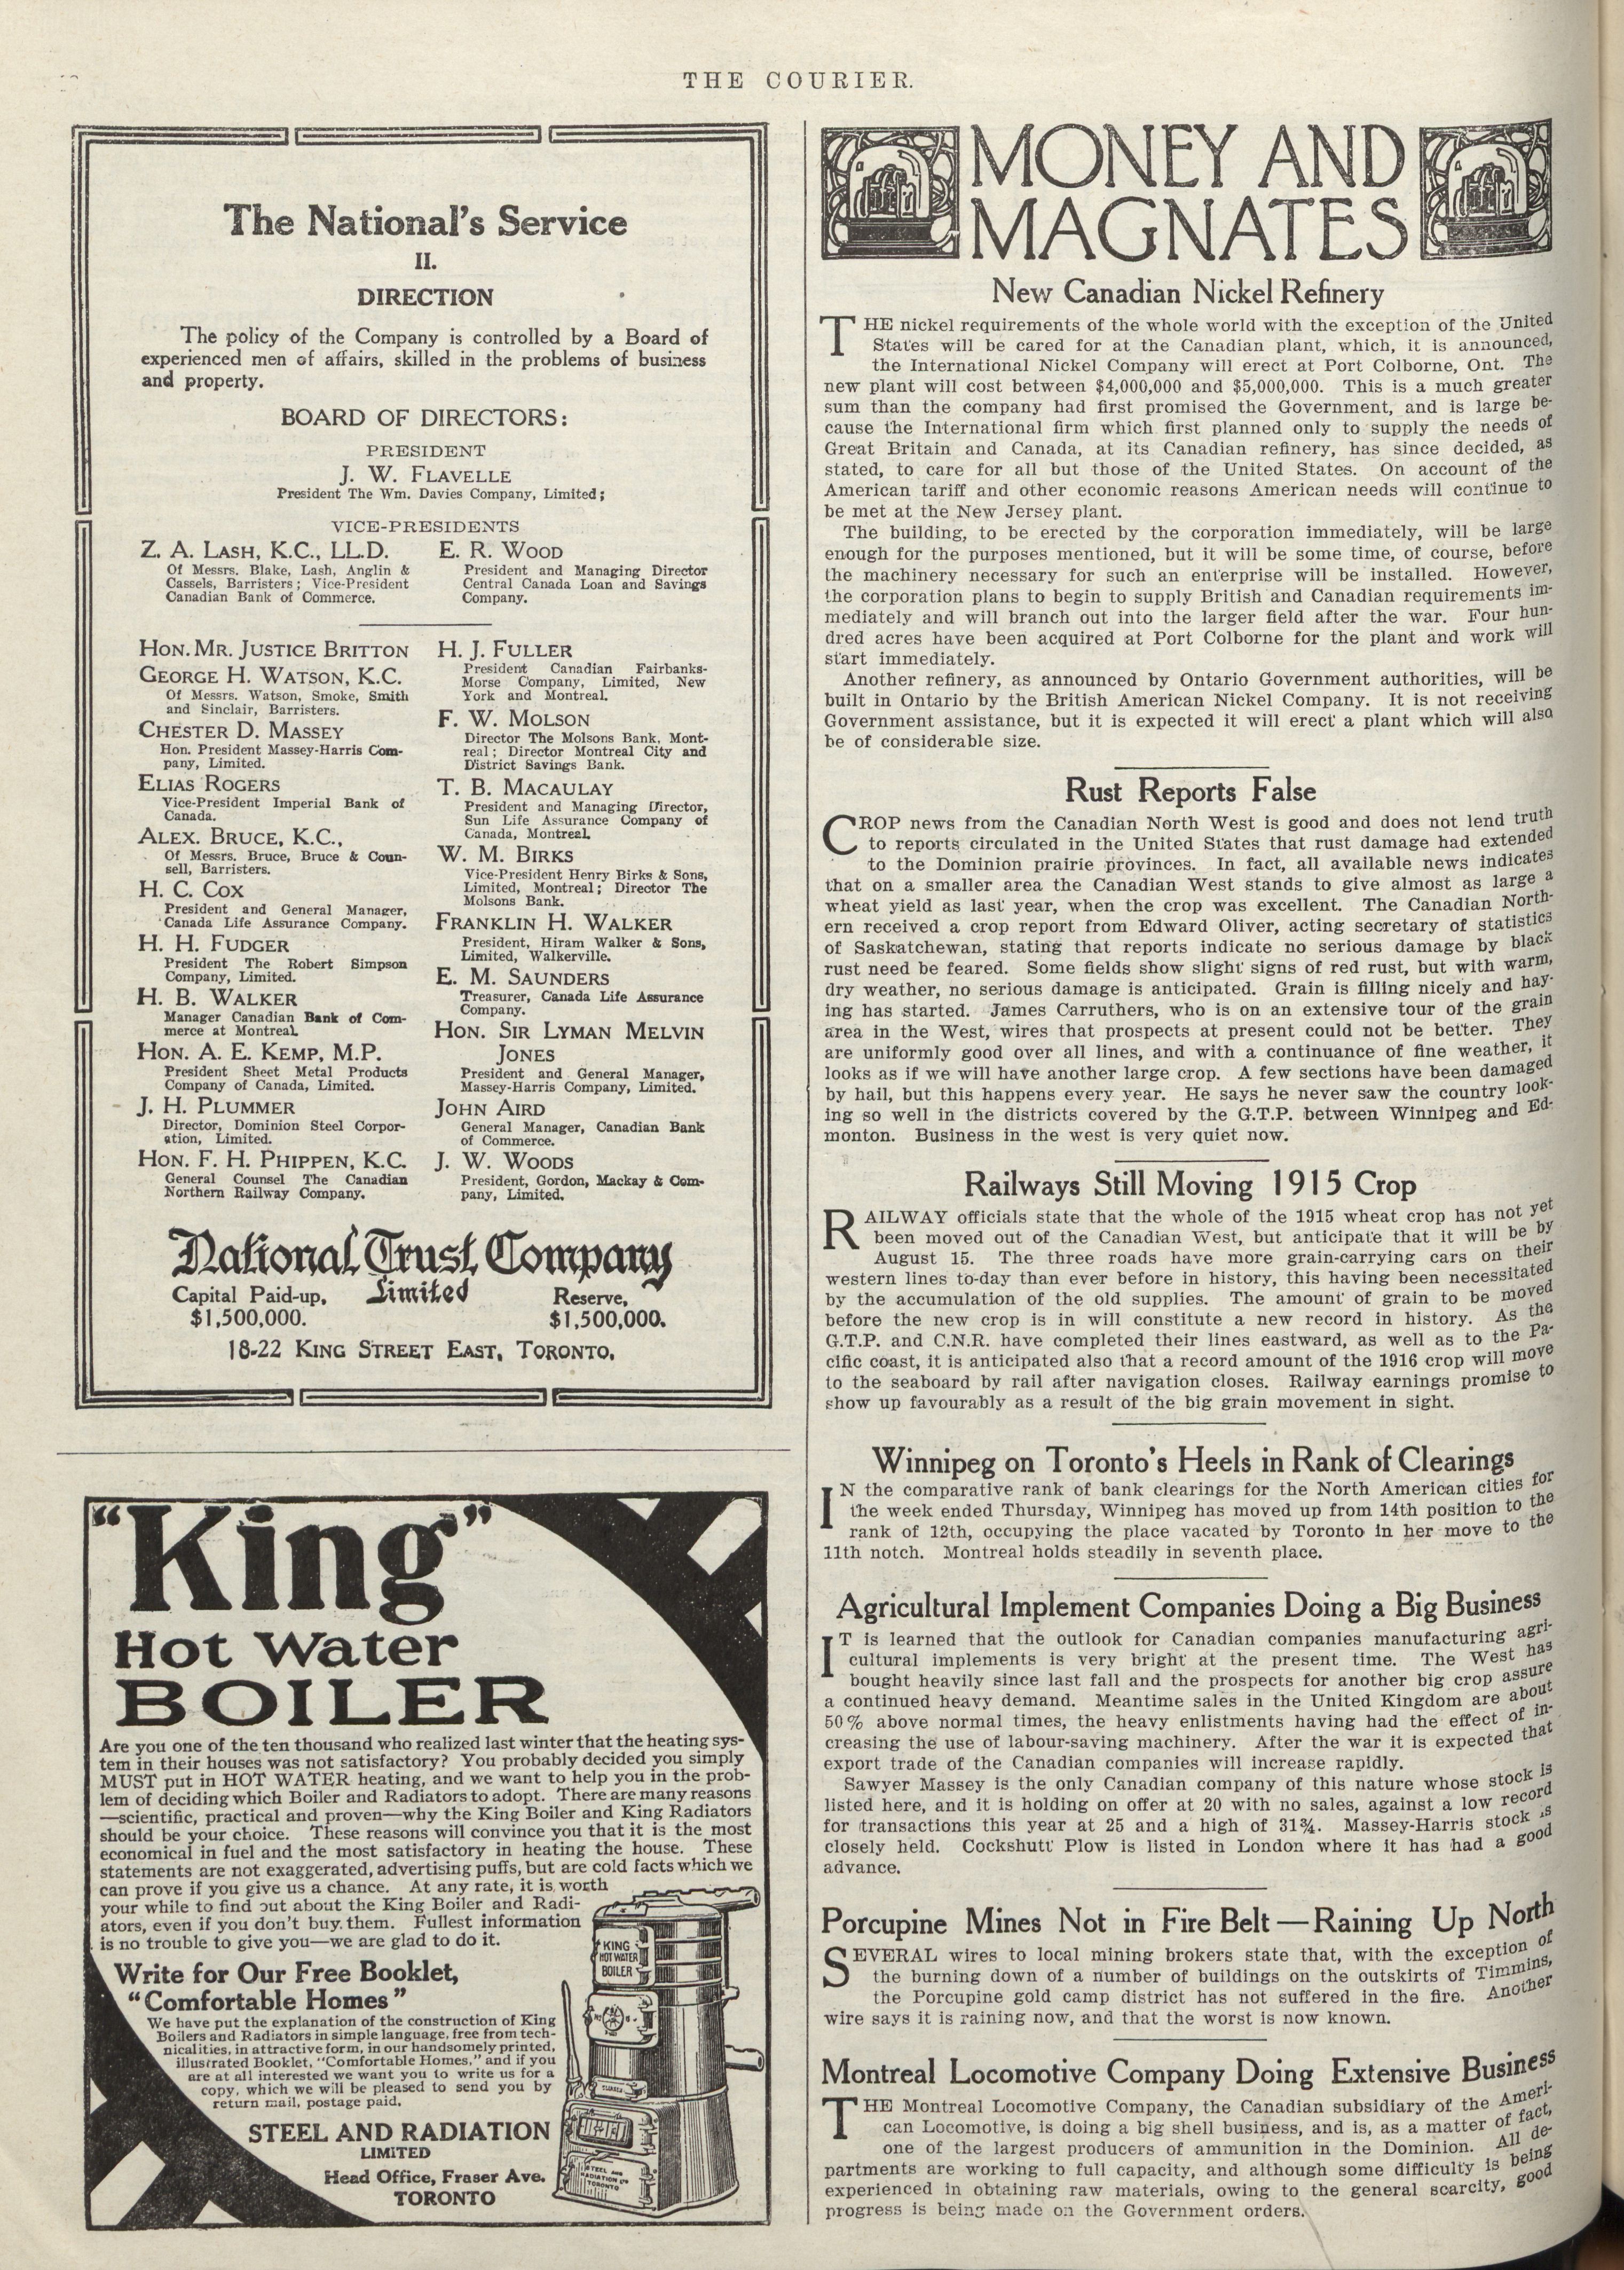 THE COURIER.
The National's Service
II.
DIRECTION
The policy of the Company is controlled by a Board of
experienced men of affairs, skilled in the problems of business
and property.
BOARD OF DIRECTORS:
PRESIDENT
J. W. FLAVELLE
President The Wm. Davies Company, Limited;
VICE-PRESIDENTS
Z. A. LASH, K.C., LL.D.
Of Messrs. Blake, Lash, Anglin &
Cassels, Barristers; Vice-President
Canadian Bank of Commerce.
E. R. WOOD
President and Managing Director
Central Canada Loan and Savings
Company.
HON. MR. JUSTICE BRITTON
GEORGE H. WATSON, K.C.
Of Messrs. Watson, Smoke, Smith
and Sinclair, Barristers.
CHESTER D. MASSEY
Hon. President Massey-Harris Com-
pany, Limited.
ELIAS ROGERS
Vice-President Imperial Bank of
Canada.
ALEX. BRUCE, K.C.,
Of Messrs. Bruce, Bruce & Coun-
sell, Barristers.
H. C. COX
President and General Manager,
Canada Life Assurance Company.
H. H. FUDGER
President The Robert Simpson
Company, Limited.
H. B. WALKER
Manager Canadian Bank of Com-
merce at Montreal.
HON. A. E. KEMP, M.P.
President Sheet Metal Products
Company of Canada, Limited.
J. H. PLUMMER
Director, Dominion Steel Corpor-
ation, Limited.
HON. F. H. PHIPPEN, K.C.
General Counsel The Canadian
Northern Railway Company.
H. J. FULLER
President Canadian Fairbanks-
Morse Company, Limited, New
York and Montreal.
F. W. MOLSON
Director The Molsons Bank, Mont-
real; Director Montreal City and
District Savings Bank.
T. B. MACAULAY
President and Managing Director,
Sun Life Assurance Company of
Canada, Montreal.
W. M. BIRKS
Vice-President Henry Birks & Sons,
Limited, Montreal; Director The
Molsons Bank.
FRANKLIN H. WALKER
President, Hiram Walker & Sons,
Limited, Walkerville.
E. M. SAUNDERS
Treasurer, Canada Life Assurance
Company.
HON. SIR LYMAN MELVIN
JONES
President and General Manager,
Massey-Harris Company, Limited.
JOHN AIRD
General Manager, Canadian Bank
of Commerce.
J. W. WOODS
President, Gordon, Mackay & Com-
pany, Limited.
National Trust Company
Limited
Capital Paid-up,
$1,500,000.
Reserve,
$1,500,000.
18-22 KING STREET EAST, TORONTO.
"King"
Hot Water
BOILER
Are you one of the ten thousand who realized last winter that the heating sys-
tem in their houses was not satisfactory? You probably decided you simply
MUST put in HOT WATER heating, and we want to help you in the prob-
lem of deciding which Boiler and Radiators to adopt. There are many reasons
—scientific, practical and proven—why the King Boiler and King Radiators
should be your choice. These reasons will convince you that it is the most
economical in fuel and the most satisfactory in heating the house. These
statements are not exaggerated, advertising puffs, but are cold facts which we
can prove if you give us a chance. At any rate, it is worth
your while to find out about the King Boiler and Radi-
ators, even if you don't buy them. Fullest information
is no trouble to give you—we are glad to do it.
Write for Our Free Booklet,
"Comfortable Homes"
We have put the explanation of the construction of King
Boilers and Radiators in simple language, free from tech-
nicalities, in attractive form, in our handsomely printed,
illustrated Booklet, "Comfortable Homes," and if you
are at all interested we want you to write us for a
copy, which we will be pleased to send you by
return mail, postage paid.
STEEL AND RADIATION
LIMITED
Head Office, Fraser Ave.
TORONTO
KING
HOT WATER
BOILER
STEEL AND
RADIATION LTD
TORONTO
MONEY AND
MAGNATES
New Canadian Nickel Refinery
THE nickel requirements of the whole world with the exception of the United
States will be cared for at the Canadian plant, which, it is announced,
the International Nickel Company will erect at Port Colborne, Ont. The
new plant will cost between $4,000,000 and $5,000,000. This is a much greater
sum than the company had first promised the Government, and is large be-
cause the International firm which first planned only to supply the needs of
Great Britain and Canada, at its Canadian refinery, has since decided, as
stated, to care for all but those of the United States. On account of the
American tariff and other economic reasons American needs will continue to
be met at the New Jersey plant.
The building, to be erected by the corporation immediately, will be large
enough for the purposes mentioned, but it will be some time, of course, before
the machinery necessary for such an enterprise will be installed. However,
the corporation plans to begin to supply British and Canadian requirements im-
mediately and will branch out into the larger field after the war. Four hun-
dred acres have been acquired at Port Colborne for the plant and work will
start immediately.
Another refinery, as announced by Ontario Government authorities, will be
built in Ontario by the British American Nickel Company. It is not receiving
Government assistance, but it is expected it will erect a plant which will also
be of considerable size.
Rust Reports False
CROP news from the Canadian North West is good and does not lend truth
to reports circulated in the United States that rust damage had extended
to the Dominion prairie provinces. In fact, all available news indicates
that on a smaller area the Canadian West stands to give almost as large a
wheat yield as last year, when the crop was excellent. The Canadian North-
ern received a crop report from Edward Oliver, acting secretary of statistics
of Saskatchewan, stating that reports indicate no serious damage by black
rust need be feared. Some fields show slight signs of red rust, but with warm,
dry weather, no serious damage is anticipated. Grain is filling nicely and hay-
ing has started. James Carruthers, who is on an extensive tour of the grain
area in the West, wires that prospects at present could not be better. They
are uniformly good over all lines, and with a continuance of fine weather, it
looks as if we will have another large crop. A few sections have been damaged
by hail, but this happens every year. He says he never saw the country look-
ing so well in the districts covered by the G.T.P. between Winnipeg and Ed-
monton. Business in the west is very quiet now.
Railways Still Moving 1915 Crop
RAILWAY officials state that the whole of the 1915 wheat crop has not yet
been moved out of the Canadian West, but anticipate that it will be by
August 15. The three roads have more grain-carrying cars on their
western lines to-day than ever before in history, this having been necessitated
by the accumulation of the old supplies. The amount of grain to be moved
before the new crop is in will constitute a new record in history. As the
G.T.P. and C.N.R. have completed their lines eastward, as well as to the Pa-
cific coast, it is anticipated also that a record amount of the 1916 crop will move
to the seaboard by rail after navigation closes. Railway earnings promise to
show up favourably as a result of the big grain movement in sight.
Winnipeg on Toronto's Heels in Rank of Clearings
IN the comparative rank of bank clearings for the North American cities for
the week ended Thursday, Winnipeg has moved up from 14th position to the
rank of 12th, occupying the place vacated by Toronto in her move to the
11th notch. Montreal holds steadily in seventh place.
Agricultural Implement Companies Doing a Big Business
IT is learned that the outlook for Canadian companies manufacturing agri-
cultural implements is very bright at the present time. The West has
bought heavily since last fall and the prospects for another big crop assure
a continued heavy demand. Meantime sales in the United Kingdom are about
50% above normal times, the heavy enlistments having had the effect of in-
creasing the use of labour-saving machinery. After the war it is expected that
export trade of the Canadian companies will increase rapidly.
Sawyer Massey is the only Canadian company of this nature whose stock is
listed here, and it is holding on offer at 20 with no sales, against a low record
for transactions this year at 25 and a high of 31¾. Massey-Harris stock is
closely held. Cockshutt Plow is listed in London where it has had a good
advance.
Porcupine Mines Not in Fire Belt—Raining Up North
SEVERAL wires to local mining brokers state that, with the exception of
the burning down of a number of buildings on the outskirts of Timmins,
the Porcupine gold camp district has not suffered in the fire. Another
wire says it is raining now, and that the worst is now known.
Montreal Locomotive Company Doing Extensive Business
THE Montreal Locomotive Company, the Canadian subsidiary of the Ameri-
can Locomotive, is doing a big shell business, and is, as a matter of fact,
one of the largest producers of ammunition in the Dominion. All de-
partments are working to full capacity, and although some difficulty is being
experienced in obtaining raw materials, owing to the general scarcity, good
progress is being made on the Government orders.